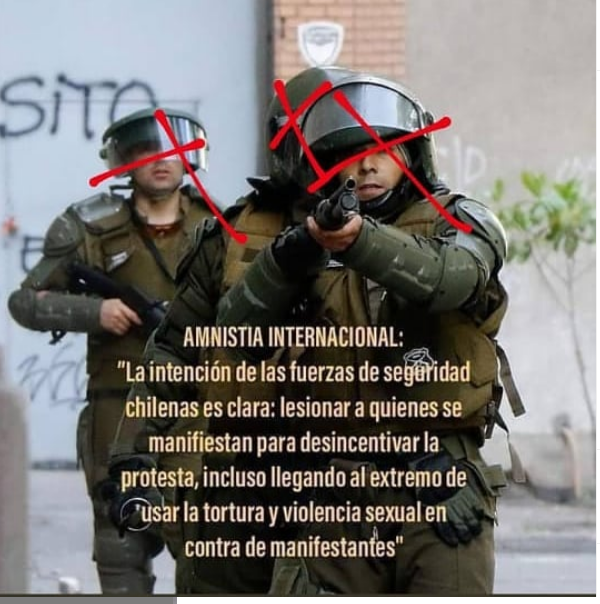 SiTO
AMNISTIA INTERNACIONAL:
"La intención de las fuerzas de seguridad
chilenas es clara: lesionar a quienes se
manifiestan para desincentivar la
protesta, incluso llegando al extremo de
usar la tortura y violencia sexual en
contra de manifestantes"